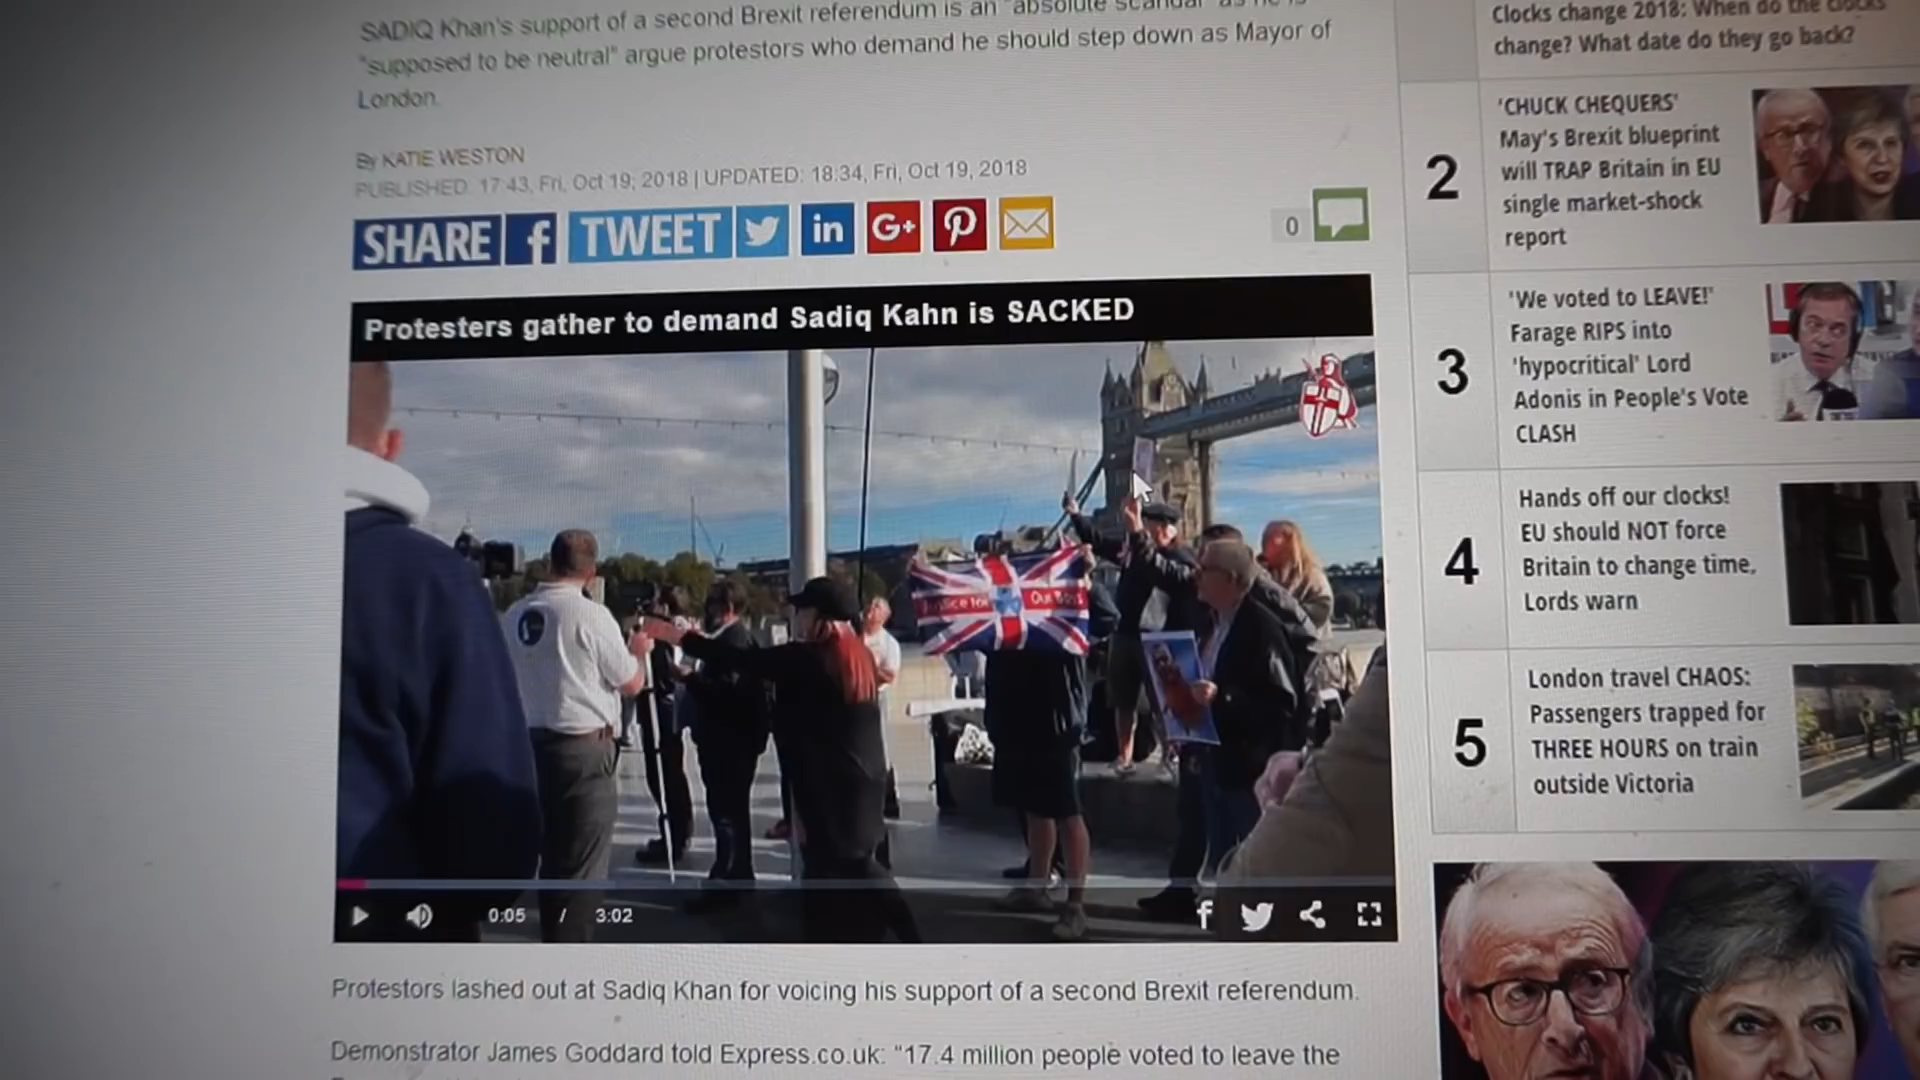 SADIQ Khan's support of a second Brexit referendum is an "absolute scandal" as he is
"supposed to be neutral" argue protestors who demand he should step down as Mayor of
London.
By KATIE WESTON
PUBLISHED: 17:43, Fri, Oct 19, 2018 | UPDATED: 18:34, Fri, Oct 19, 2018
SHARE f TWEET in G+ 0
Protesters gather to demand Sadiq Kahn is SACKED
Justice for Our Boys
0:05 / 3:02
Protestors lashed out at Sadiq Khan for voicing his support of a second Brexit referendum.
Demonstrator James Goddard told Express.co.uk: "17.4 million people voted to leave the
Clocks change 2018: When do the clocks
change? What date do they go back?
2
'CHUCK CHEQUERS'
May's Brexit blueprint
will TRAP Britain in EU
single market-shock
report
3
'We voted to LEAVE!'
Farage RIPS into
'hypocritical' Lord
Adonis in People's Vote
CLASH
4
Hands off our clocks!
EU should NOT force
Britain to change time,
Lords warn
5
London travel CHAOS:
Passengers trapped for
THREE HOURS on train
outside Victoria